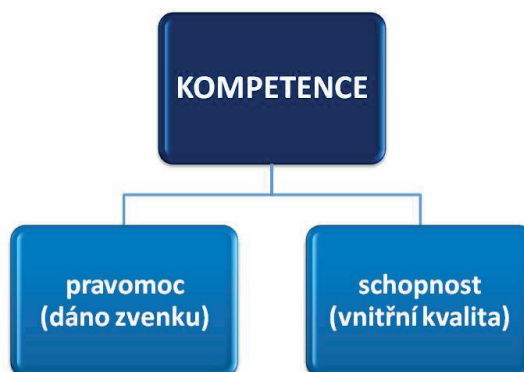 KOMPETENCE
pravomoc
(dáno zvenku)
schopnost
(vnitřní kvalita)